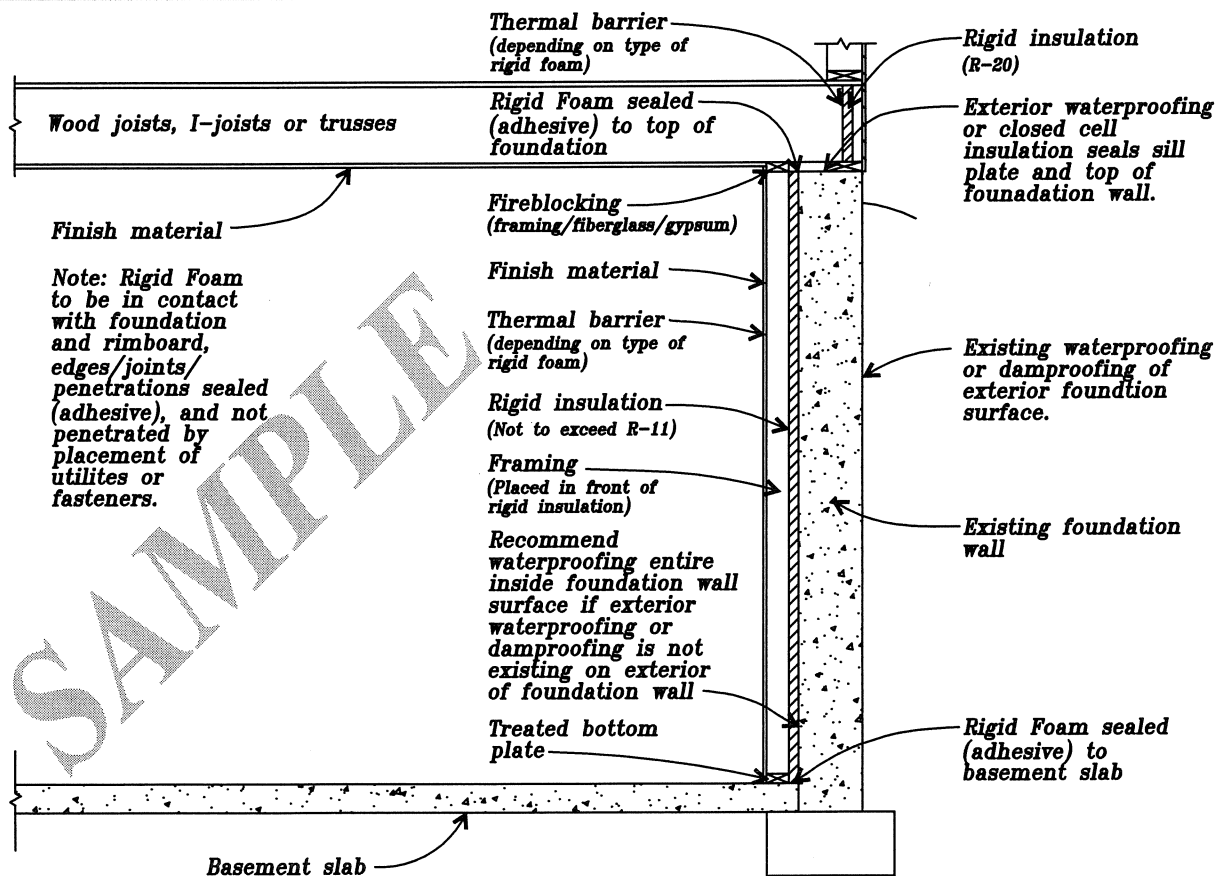 Thermal barrier
(depending on type of
rigid foam)
Rigid insulation
(R-20)
Wood joists, I-joists or trusses
Rigid Foam sealed
(adhesive) to top of
foundation
Exterior waterproofing
or closed cell
insulation seals sill
plate and top of
founadation wall.
Finish material
Fireblocking
(framing/fiberglass/gypsum)
Note: Rigid Foam
to be in contact
with foundation
and rimboard,
edges/joints/
penetrations sealed
(adhesive), and not
penetrated by
placement of
utilites or
fasteners.
Finish material
Thermal barrier
(depending on type of
rigid foam)
Existing waterproofing
or damproofing of
exterior foundtion
surface.
Rigid insulation
(Not to exceed R-11)
Framing
(Placed in front of
rigid insulation)
Existing foundation
wall
Recommend
waterproofing entire
inside foundation wall
surface if exterior
waterproofing or
damproofing is not
existing on exterior
of foundation wall
SAMPLE
Treated bottom
plate
Rigid Foam sealed
(adhesive) to
basement slab
Basement slab